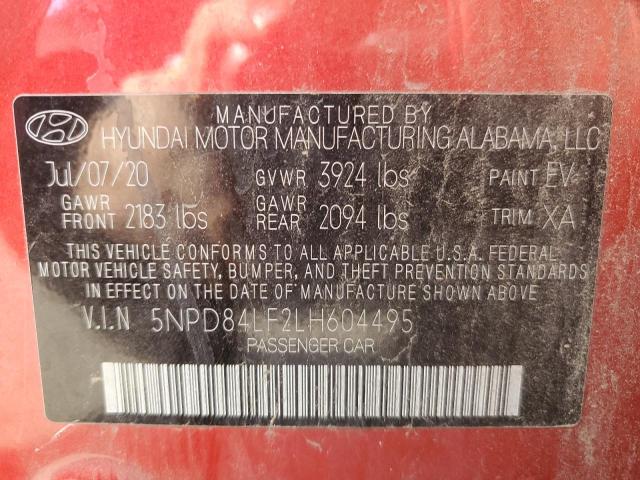 MANUFACTURED BY
HYUNDAI MOTOR MANUFACTURING ALABAMA, LLC
Jul/07/20 GVWR 3924 lbs PAINT EV
GAWR FRONT 2183 lbs GAWR REAR 2094 lbs TRIM XA
THIS VEHICLE CONFORMS TO ALL APPLICABLE U.S.A. FEDERAL
MOTOR VEHICLE SAFETY, BUMPER, AND THEFT PREVENTION STANDARDS
IN EFFECT ON THE DATE OF MANUFACTURE SHOWN ABOVE.
V.I.N 5NPD84LF2LH604495
PASSENGER CAR